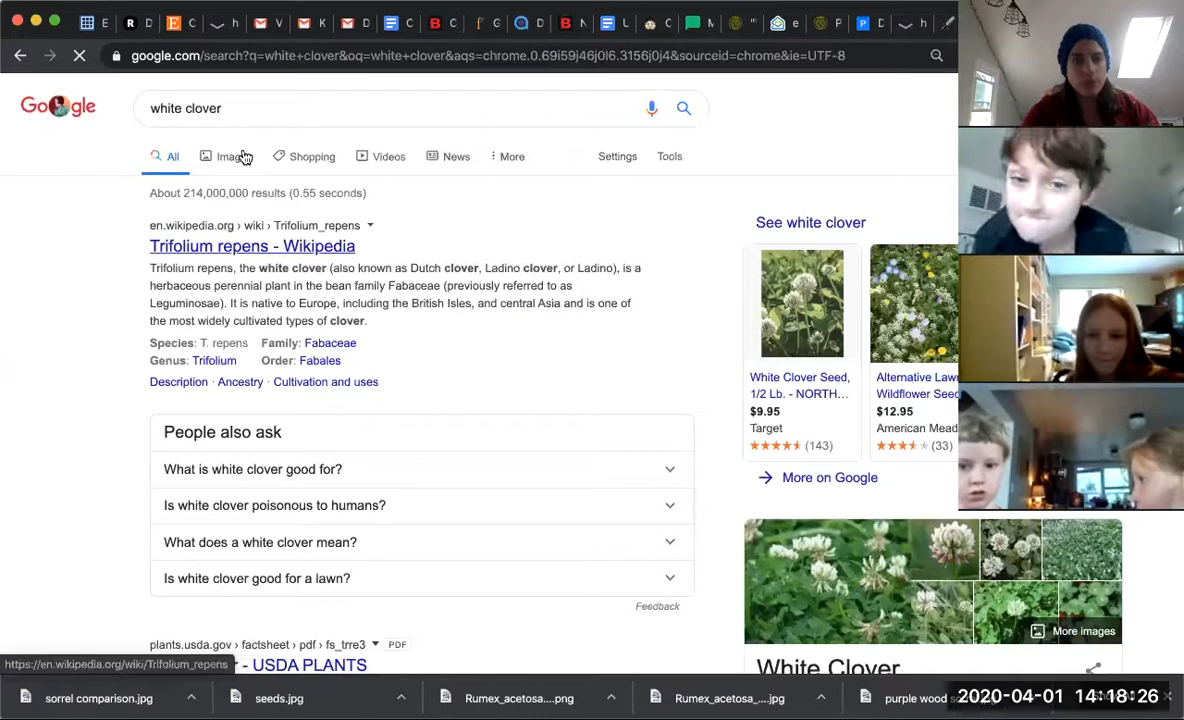 E R D C h V K D C C B C f G D B N U C M " e P P D h
google.com/search?q=white+clover&oq=white+clover&aqs=chrome.0.69i59j46j0l6.3156j0j4&sourceid=chrome&ie=UTF-8
Google white clover
All Images Shopping Videos News More Settings Tools
About 214,000,000 results (0.55 seconds)
en.wikipedia.org › wiki › Trifolium_repens
Trifolium repens - Wikipedia
Trifolium repens, the white clover (also known as Dutch clover, Ladino clover, or Ladino), is a
herbaceous perennial plant in the bean family Fabaceae (previously referred to as
Leguminosae). It is native to Europe, including the British Isles, and central Asia and is one of
the most widely cultivated types of clover.
Species: T. repens Family: Fabaceae
Genus: Trifolium Order: Fabales
Description · Ancestry · Cultivation and uses
People also ask
What is white clover good for?
Is white clover poisonous to humans?
What does a white clover mean?
Is white clover good for a lawn?
Feedback
plants.usda.gov › factsheet › pdf › fs_trre3 PDF
- USDA PLANTS
https://en.wikipedia.org/wiki/Trifolium_repens
See white clover
White Clover Seed, 1/2 Lb. - NORTH...
$9.95
Target
(143)
Alternative Lawn
Wildflower Seed
$12.95
American Mead
(33)
More on Google
More images
White Clover
sorrel comparison.jpg seeds.jpg Rumex_acetosa....png Rumex_acetosa_....jpg purple wood
2020-04-01 14:18:26